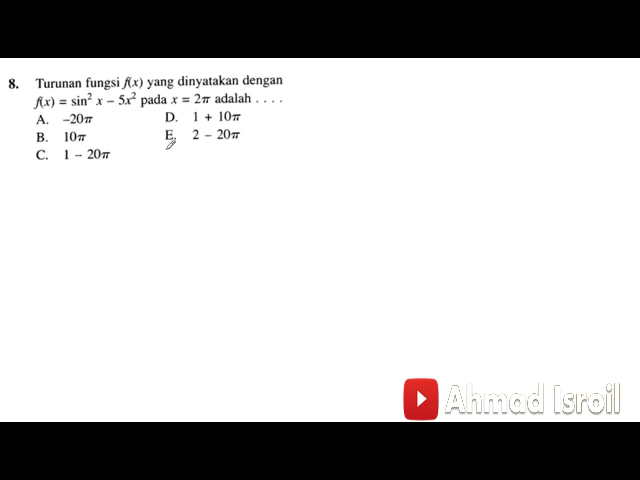 8. Turunan fungsi f(x) yang dinyatakan dengan
f(x) = sin² x – 5x² pada x = 2π adalah . . . .
A. –20π D. 1 + 10π
B. 10π E. 2 – 20π
C. 1 – 20π
Ahmad Isroil